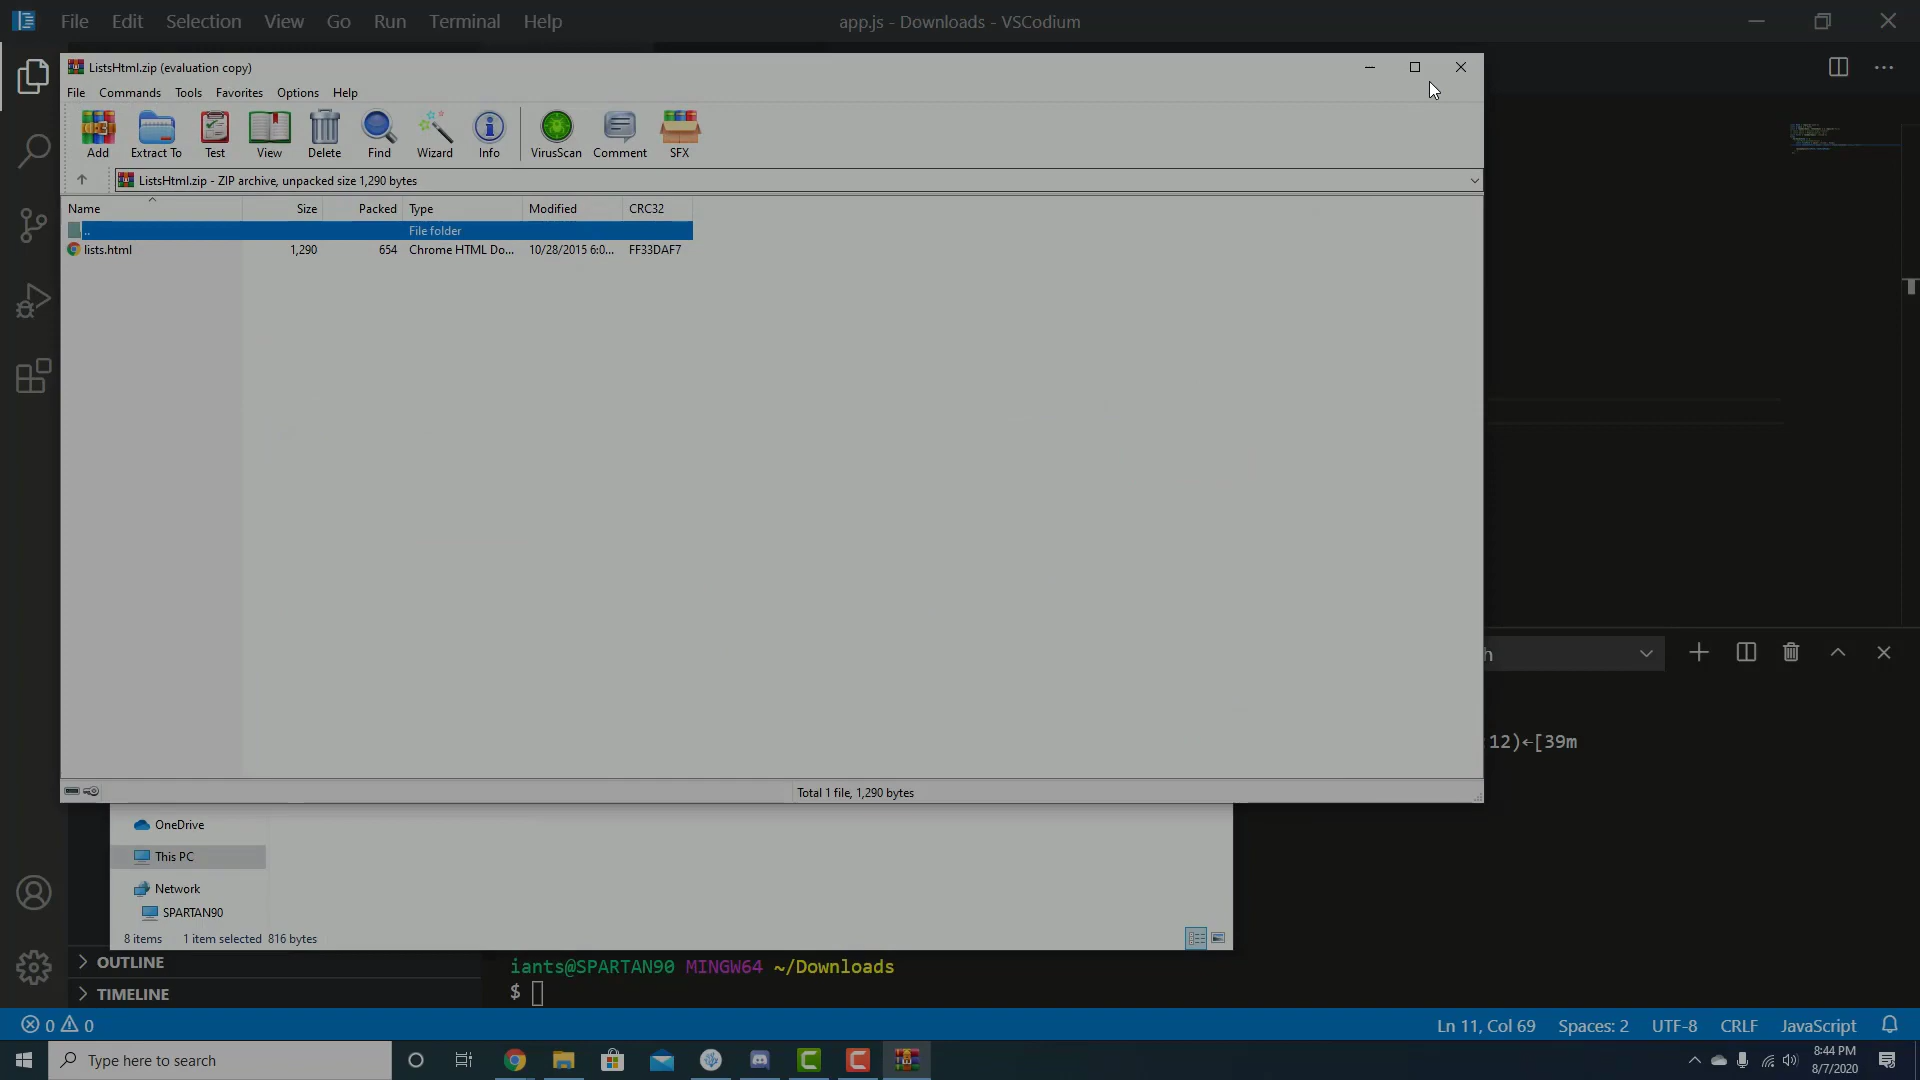 File Edit Selection View Go Run Terminal Help
app.js - Downloads - VSCodium
ListsHtml.zip (evaluation copy)
File Commands Tools Favorites Options Help
Add Extract To Test View Delete Find Wizard Info VirusScan Comment SFX
ListsHtml.zip - ZIP archive, unpacked size 1,290 bytes
Name Size Packed Type Modified CRC32
.. File folder
lists.html 1,290 654 Chrome HTML Do... 10/28/2015 6:0... FF33DAF7
h
:12)←[39m
Total 1 file, 1,290 bytes
OneDrive
This PC
Network
SPARTAN90
8 items 1 item selected 816 bytes
OUTLINE
TIMELINE
iants@SPARTAN90 MINGW64 ~/Downloads
$
0 0
Ln 11, Col 69 Spaces: 2 UTF-8 CRLF JavaScript
Type here to search
8:44 PM
8/7/2020